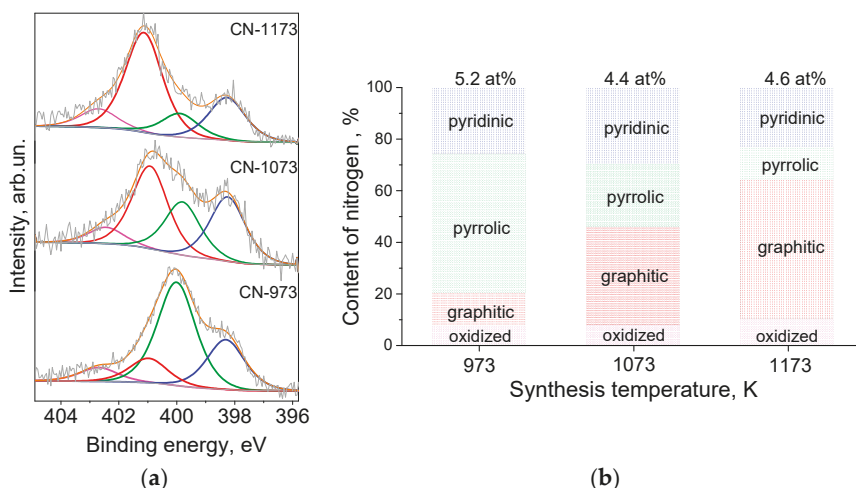 CN-1173
CN-1073
CN-973
Intensity, arb.un.
404 402 400 398 396
Binding energy, eV
(a)
5.2 at% 4.4 at% 4.6 at%
100
80
60
40
20
0
Content of nitrogen , %
pyridinic pyridinic pyridinic
pyrrolic pyrrolic pyrrolic
graphitic graphitic graphitic
oxidized oxidized oxidized
973 1073 1173
Synthesis temperature, K
(b)